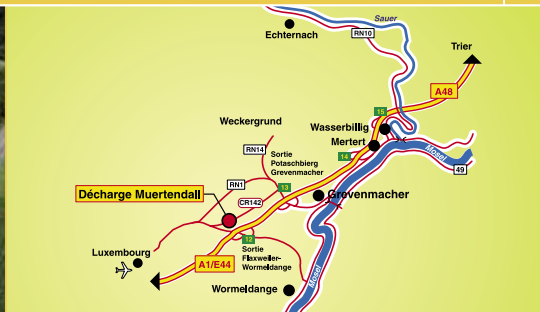 Sauer
Echternach
RN10
Trier
A48
15
Weckergrund
Wasserbillig
Mertert
RN14
Sortie
Potaschbierg
Grevenmacher
14
Mosel
49
RN1
13
Décharge Muertendall
CR142
Grevenmacher
12
Luxembourg
Sortie
Flaxweiler-
Wormeldange
A1/E44
Mosel
Wormeldange